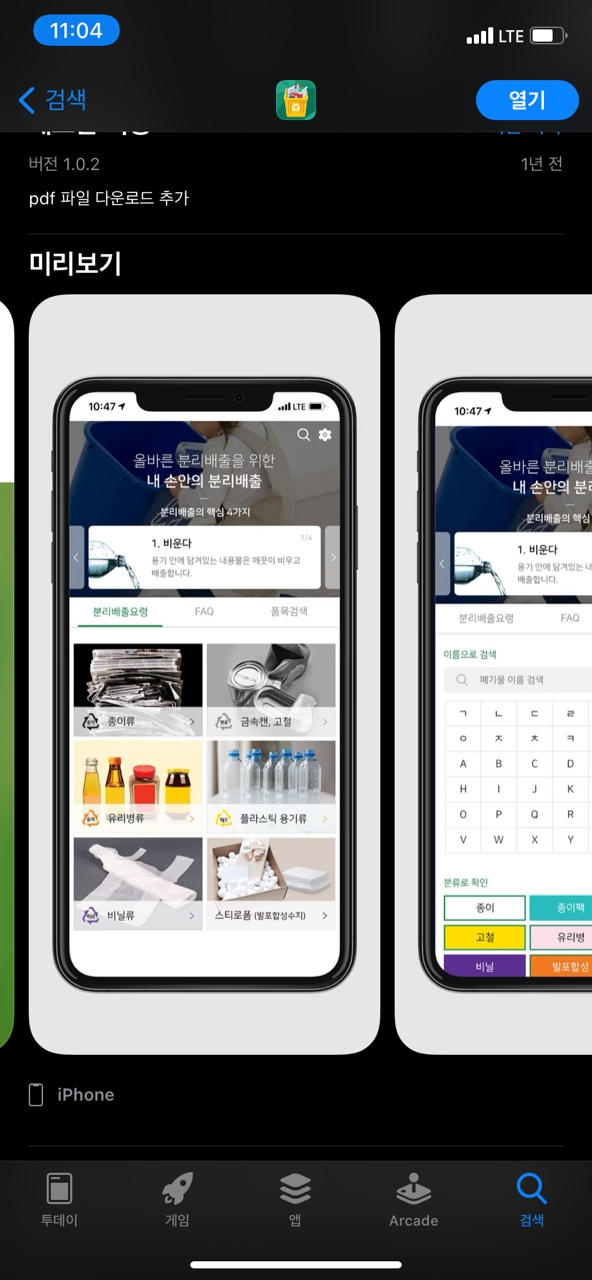 11:04
LTE
검색
열기
버전 1.0.2
1년 전
pdf 파일 다운로드 추가
미리보기
10:47
LTE
올바른 분리배출을 위한
내 손안의 분리배출
분리배출의 핵심 4가지
1. 비운다
1/4
용기 안에 담겨있는 내용물은 깨끗이 비우고
배출합니다.
분리배출요령
FAQ
품목검색
종이류
금속캔, 고철
유리병류
플라스틱 용기류
비닐류
스티로폼 (발포합성수지)
10:47
올바른 분리배출
내 손안의 분리
분리배출의 핵심
1. 비운다
용기 안에 담겨있는 내
배출합니다.
분리배출요령
FAQ
이름으로 검색
폐기물 이름 검색
ㄱ ㄴ ㄷ ㄹ
ㅇ ㅈ ㅊ ㅋ
A B C D
H I J K
O P Q R
V W X Y
분류로 확인
종이
종이팩
고철
유리병
비닐
발포합성
iPhone
투데이
게임
앱
Arcade
검색